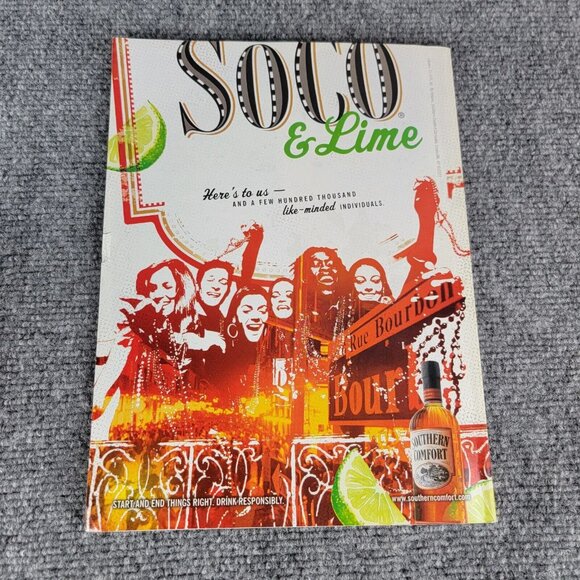 SoCo®
& Lime
Here's to us —
AND A FEW HUNDRED THOUSAND
like-minded INDIVIDUALS.
Rue Bourbon
Bour
SOUTHERN
COMFORT
START AND END THINGS RIGHT. DRINK RESPONSIBLY.
www.southerncomfort.com